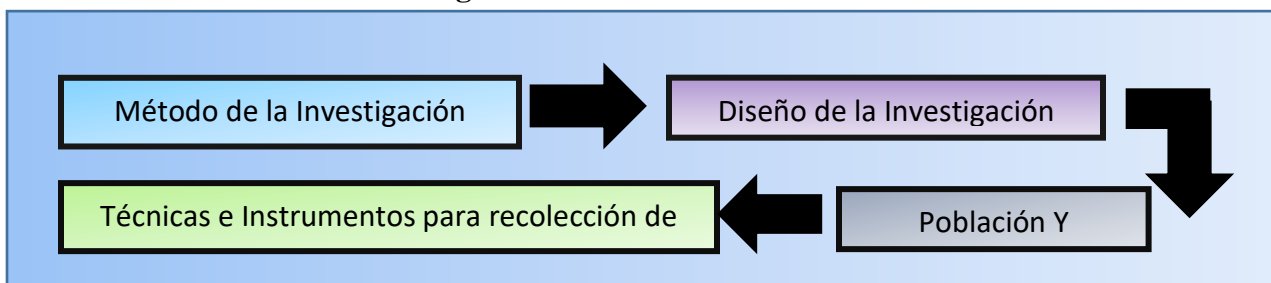 Método de la Investigación
Diseño de la Investigación
Población Y
Técnicas e Instrumentos para recolección de